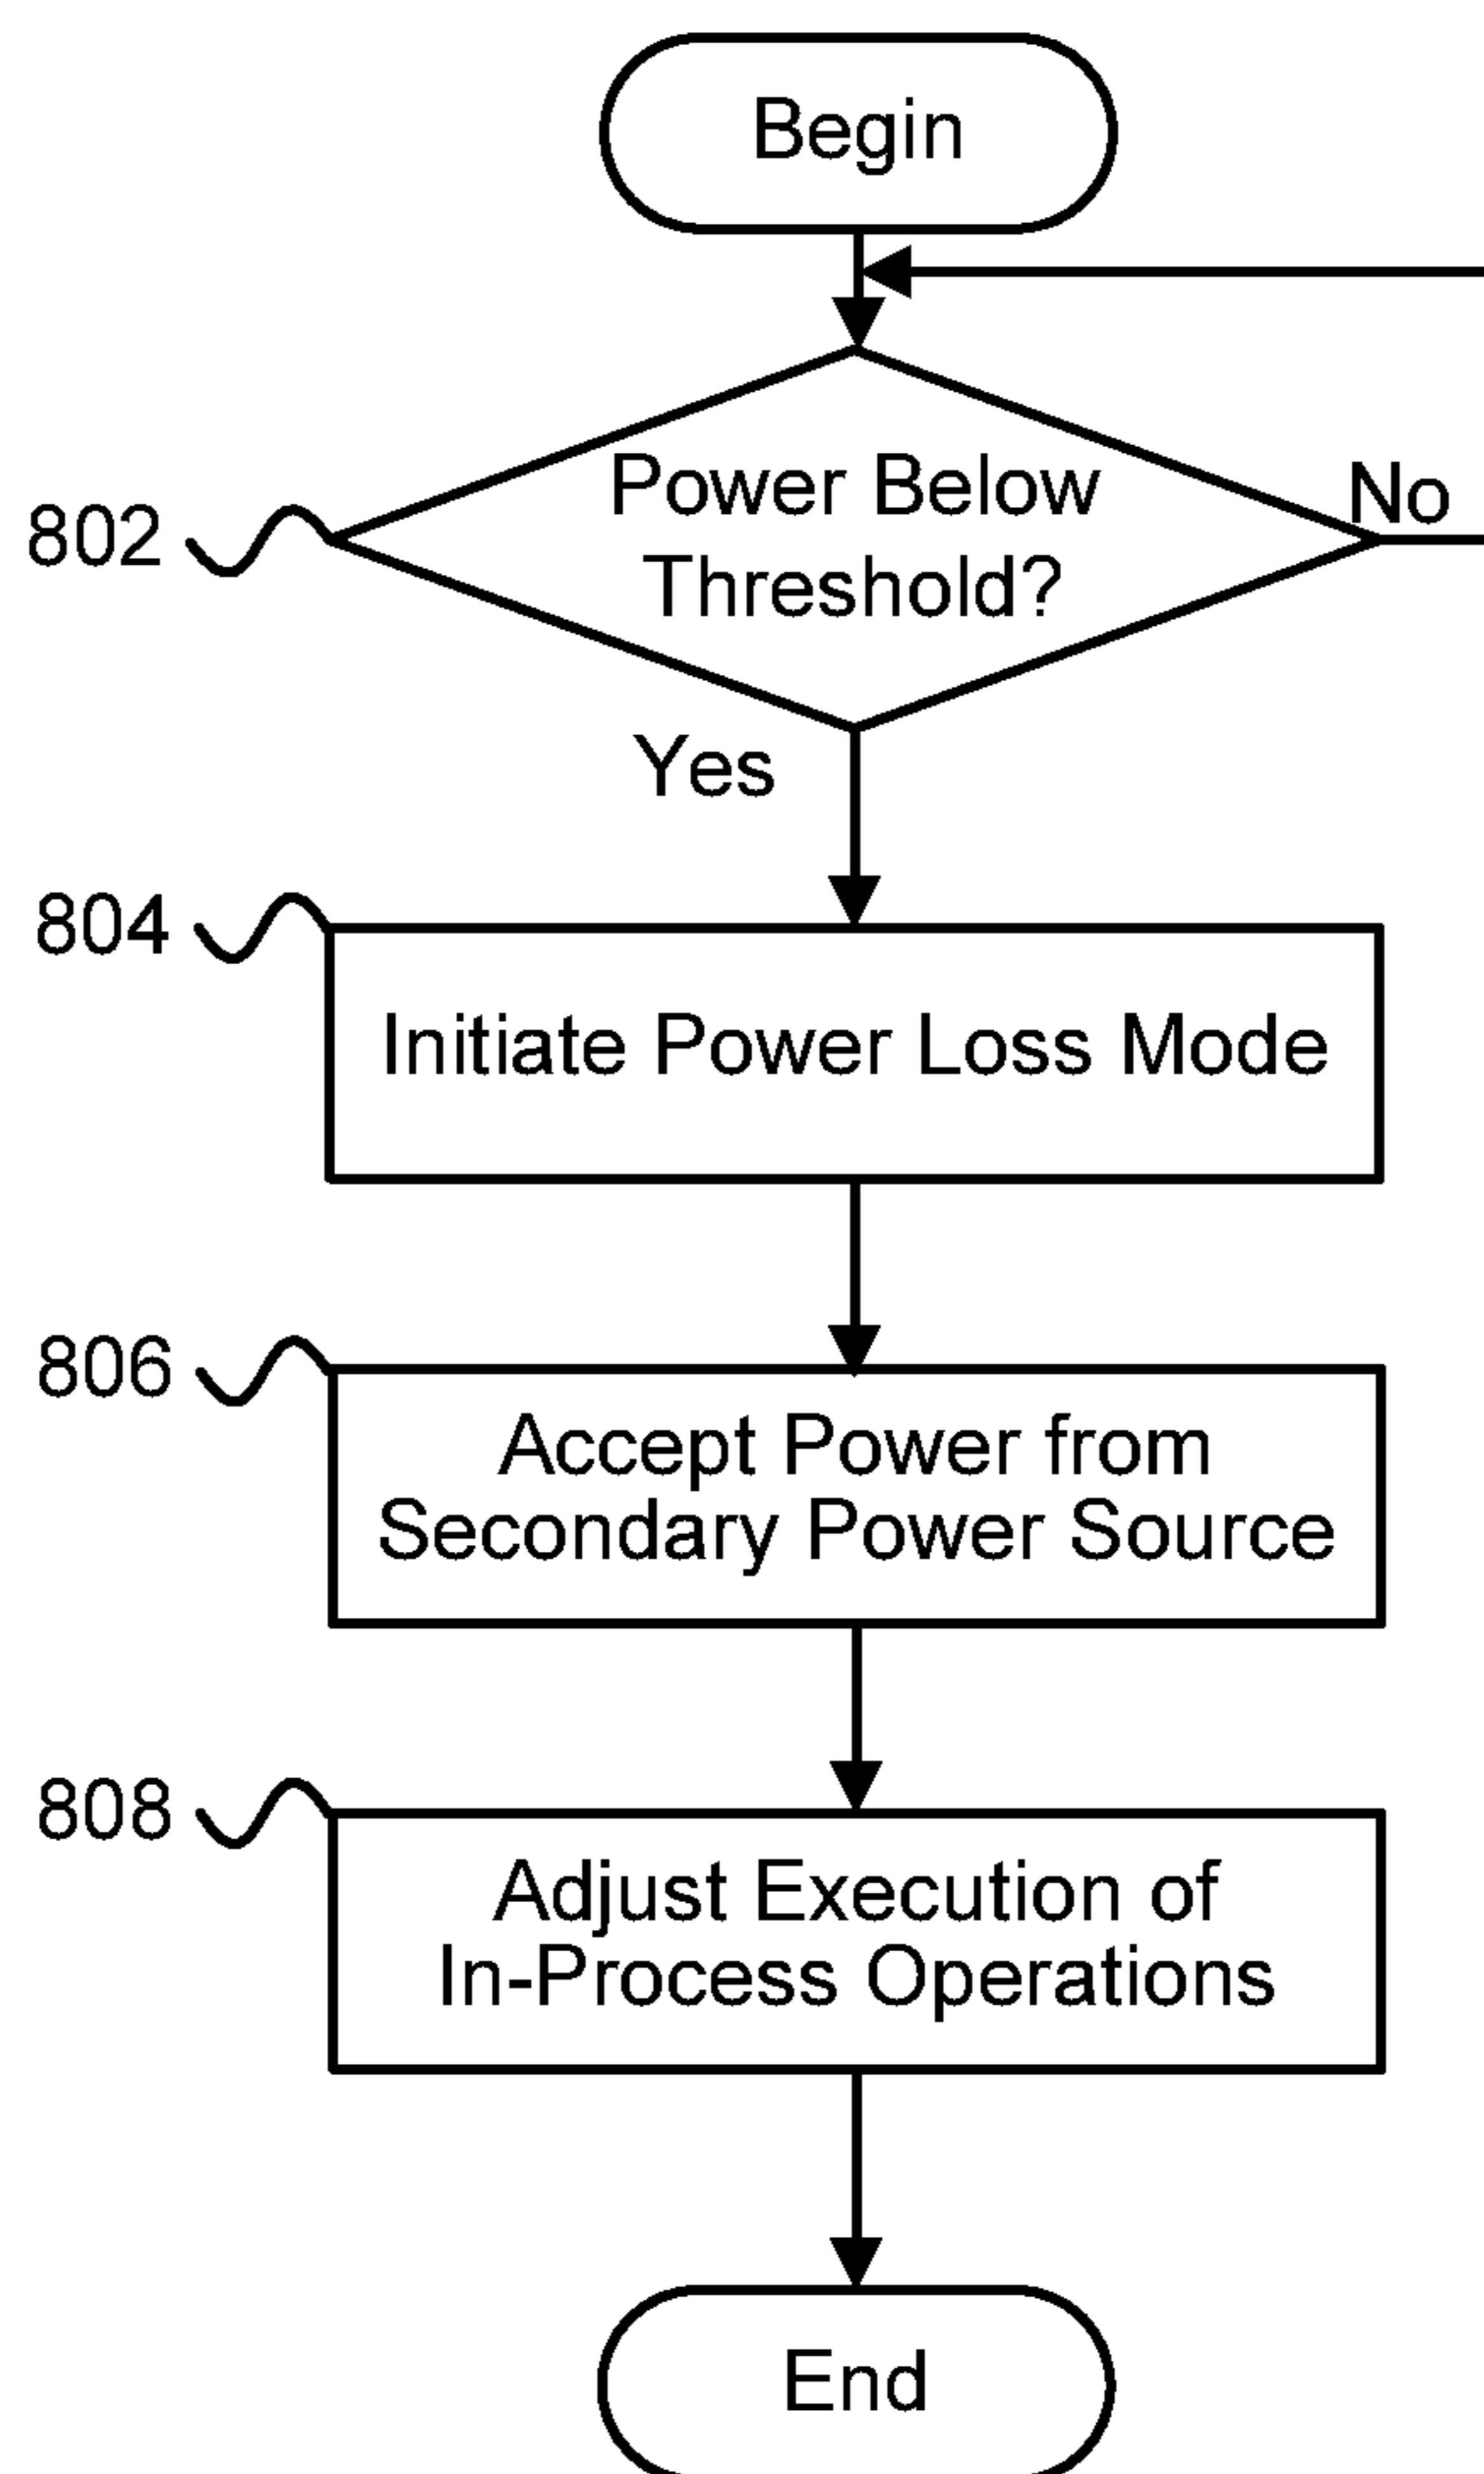 Begin
Power Below
Threshold?
802
No
Yes
804
Initiate Power Loss Mode
806
Accept Power from
Secondary Power Source
808
Adjust Execution of
In-Process Operations
End